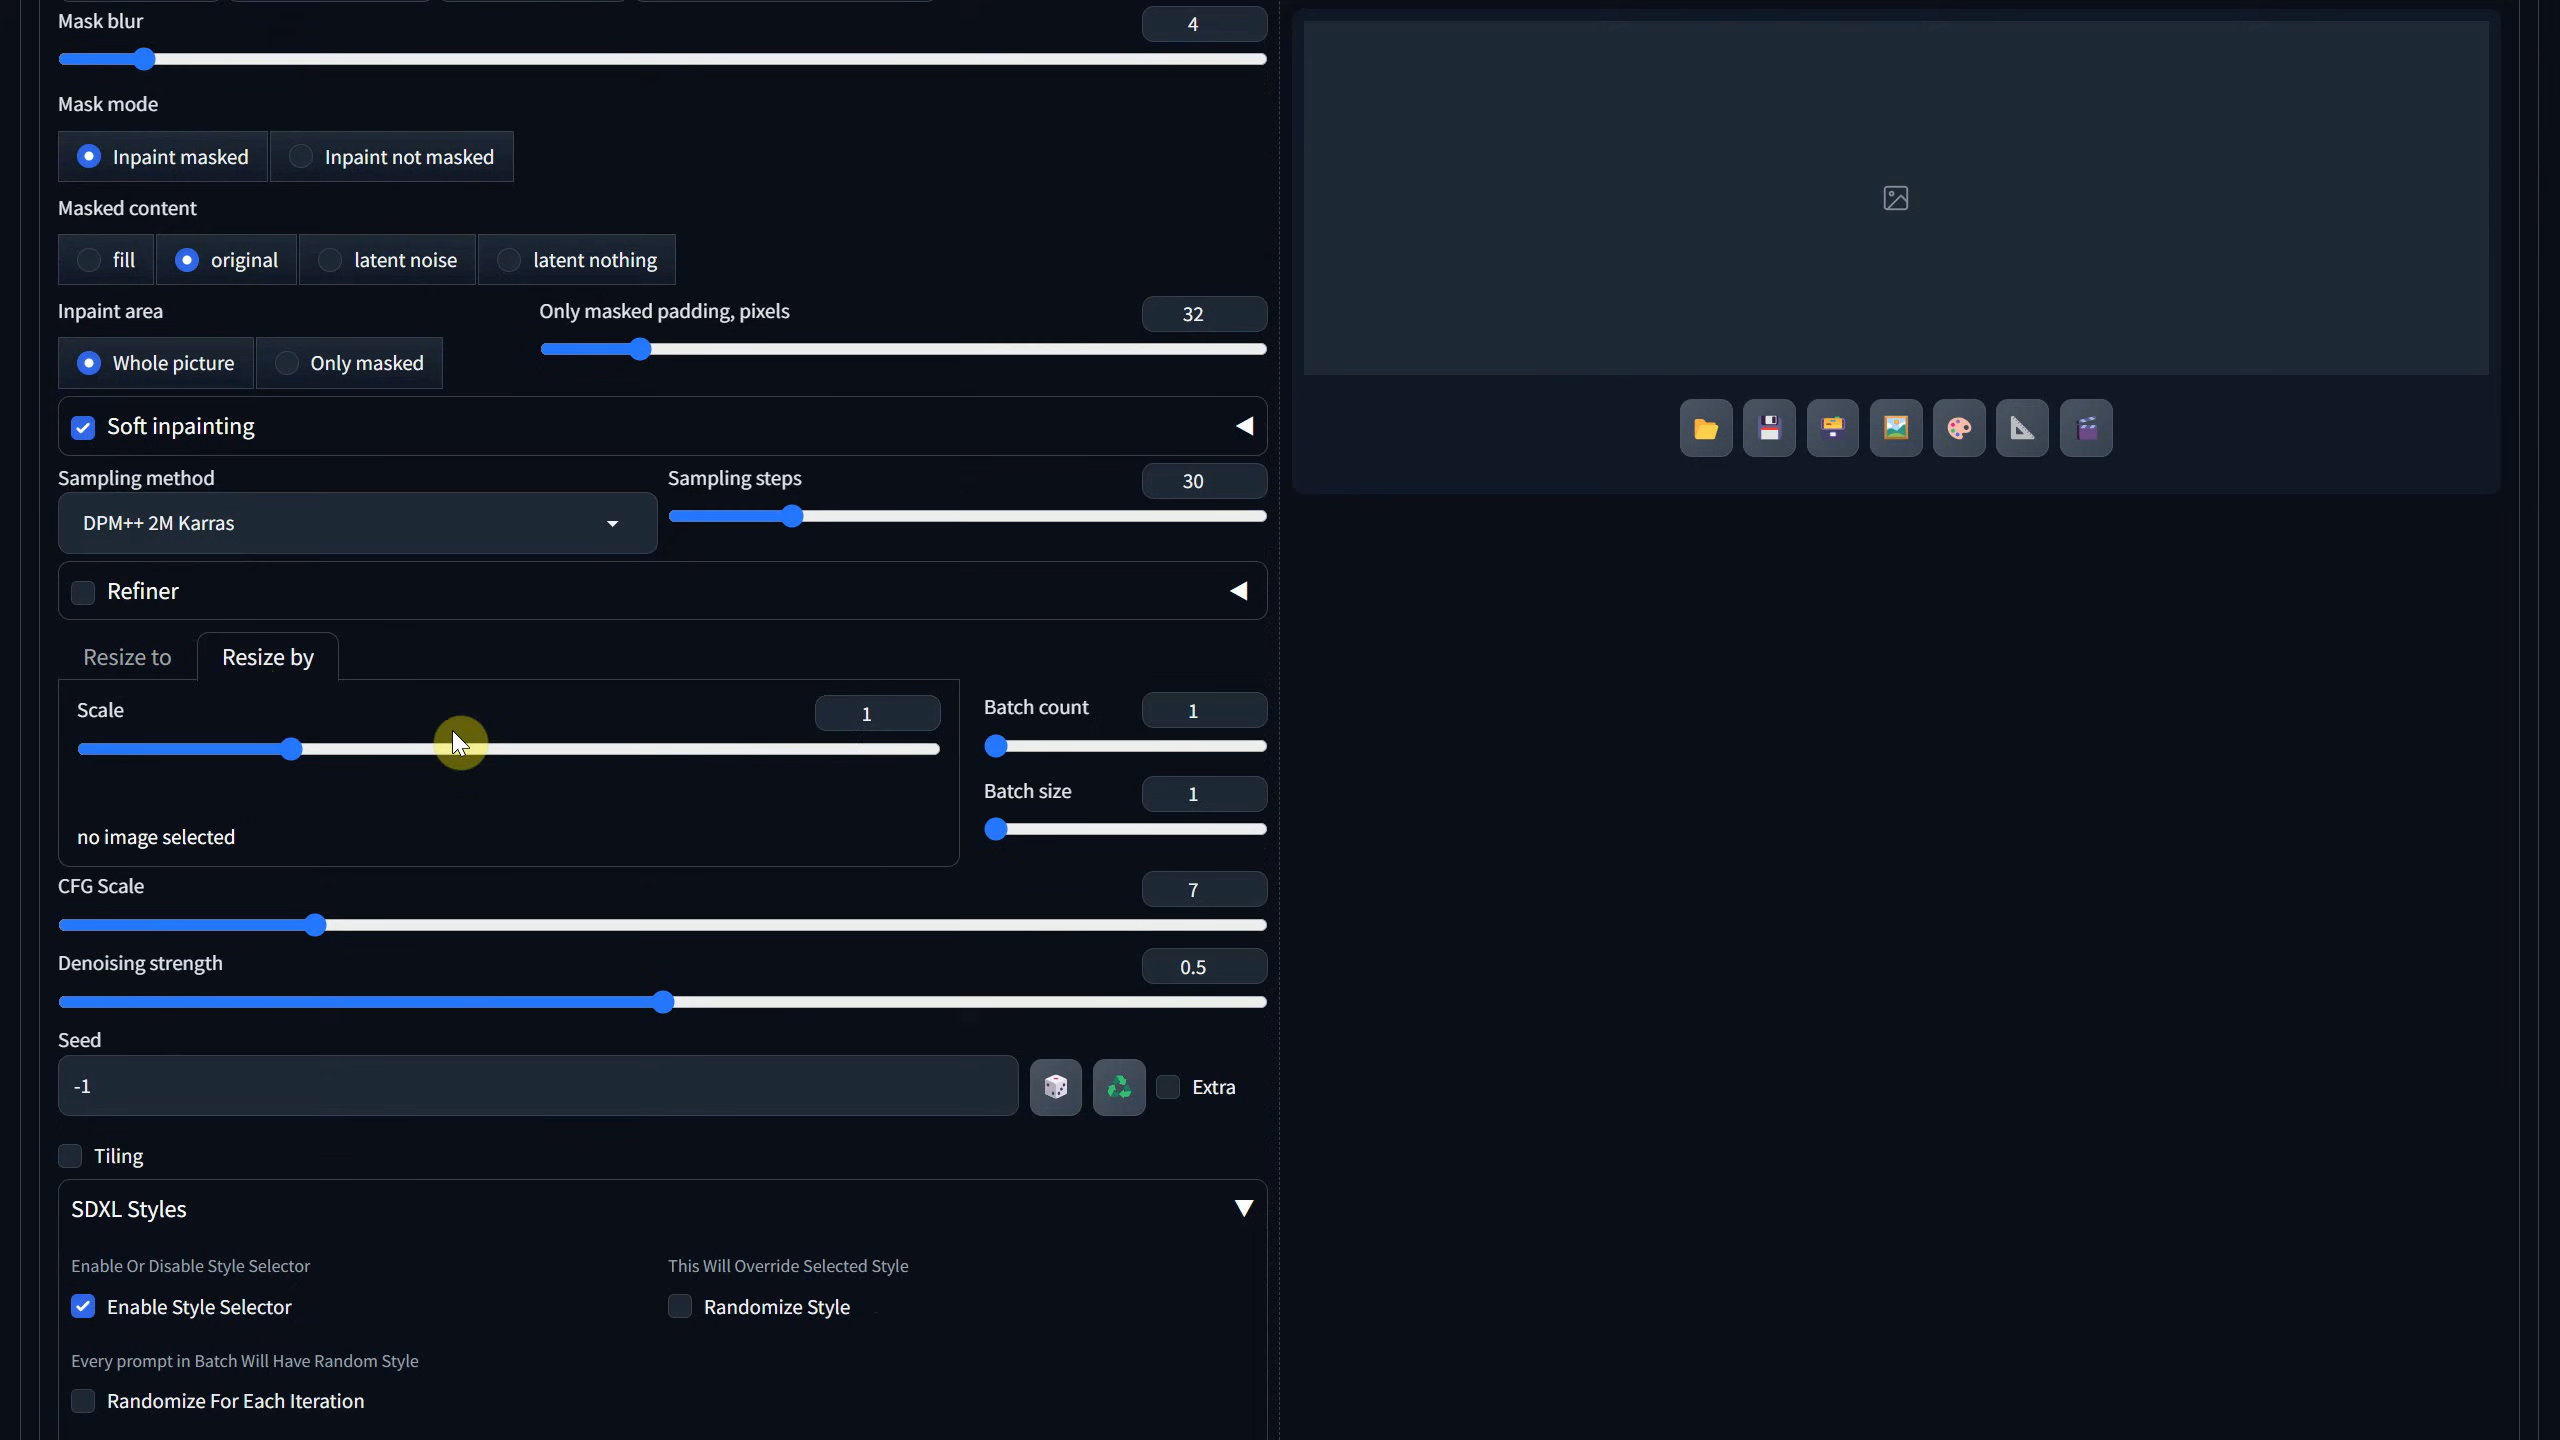 Mask blur
4
Mask mode
Inpaint masked
Inpaint not masked
Masked content
fill
original
latent noise
latent nothing
Inpaint area
Only masked padding, pixels
32
Whole picture
Only masked
Soft inpainting
Sampling method
Sampling steps
30
DPM++ 2M Karras
Refiner
Resize to
Resize by
Scale
1
Batch count
1
Batch size
1
no image selected
CFG Scale
7
Denoising strength
0.5
Seed
-1
Extra
Tiling
SDXL Styles
Enable Or Disable Style Selector
This Will Override Selected Style
Enable Style Selector
Randomize Style
Every prompt in Batch Will Have Random Style
Randomize For Each Iteration